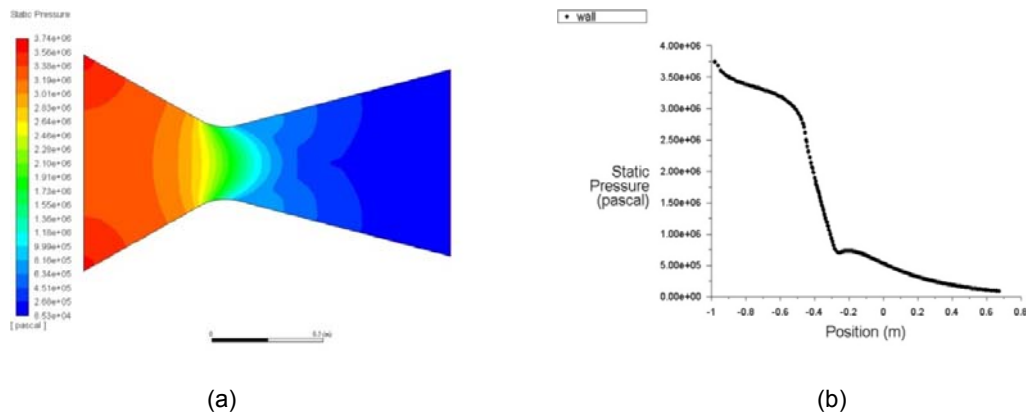 Static Pressure
3.74e+06
3.56e+06
3.38e+06
3.19e+06
3.01e+06
2.83e+06
2.64e+06
2.46e+06
2.28e+06
2.10e+06
1.91e+06
1.73e+06
1.55e+06
1.36e+06
1.18e+06
9.99e+05
8.16e+05
6.34e+05
4.51e+05
2.68e+05
8.53e+04
[ pascal ]
0
(a)
wall
4.00e+06
3.50e+06
3.00e+06
2.50e+06
2.00e+06
1.50e+06
1.00e+06
5.00e+05
0.00e+00
Static
Pressure
(pascal)
-1 -0.8 -0.6 -0.4 -0.2 0 0.2 0.4 0.6 0.8
Position (m)
(b)